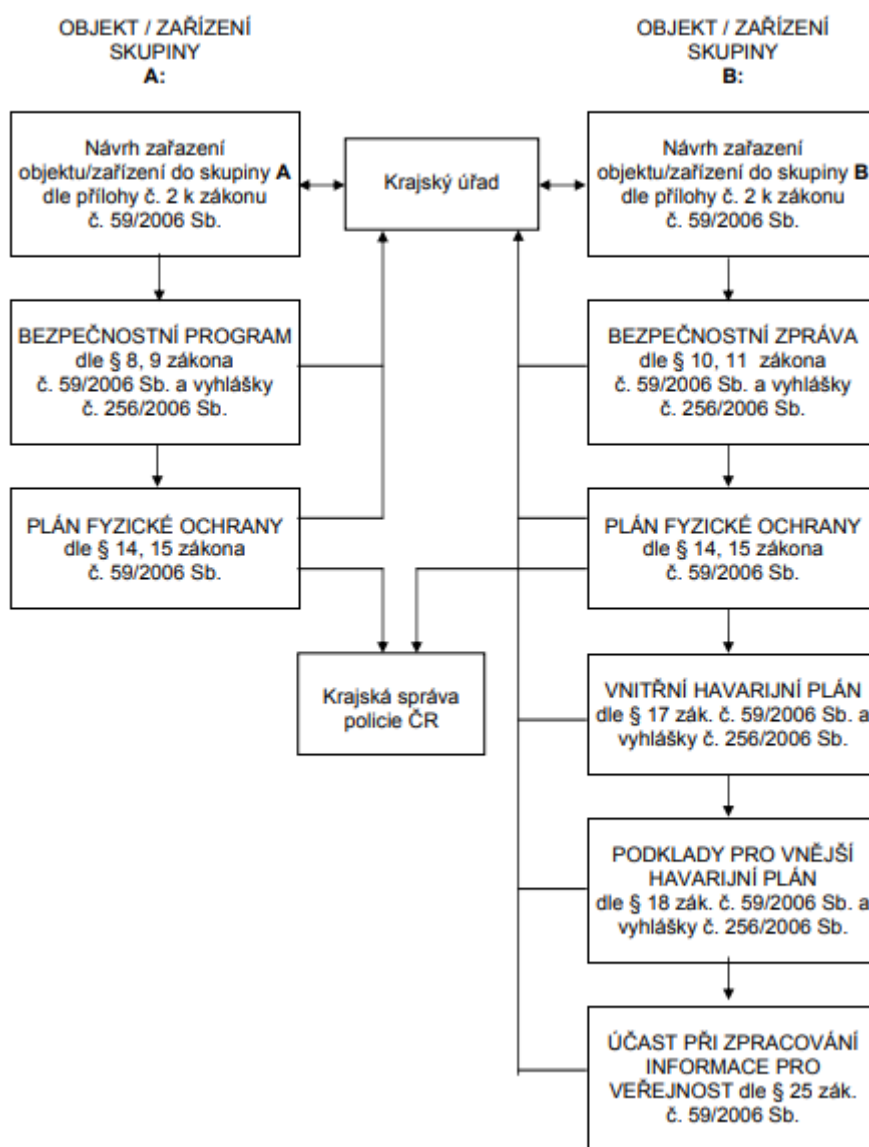 OBJEKT / ZAŘÍZENÍ
SKUPINY
A:
Návrh zařazení
objektu/zařízení do skupiny A
dle přílohy č. 2 k zákonu
č. 59/2006 Sb.
BEZPEČNOSTNÍ PROGRAM
dle § 8, 9 zákona
č. 59/2006 Sb. a vyhlášky
č. 256/2006 Sb.
PLÁN FYZICKÉ OCHRANY
dle § 14, 15 zákona
č. 59/2006 Sb.
Krajský úřad
Krajská správa
policie ČR
OBJEKT / ZAŘÍZENÍ
SKUPINY
B:
Návrh zařazení
objektu/zařízení do skupiny B
dle přílohy č. 2 k zákonu
č. 59/2006 Sb.
BEZPEČNOSTNÍ ZPRÁVA
dle § 10, 11 zákona
č. 59/2006 Sb. a vyhlášky
č. 256/2006 Sb.
PLÁN FYZICKÉ OCHRANY
dle § 14, 15 zákona
č. 59/2006 Sb.
VNITŘNÍ HAVARIJNÍ PLÁN
dle § 17 zák. č. 59/2006 Sb. a
vyhlášky č. 256/2006 Sb.
PODKLADY PRO VNĚJŠÍ
HAVARIJNÍ PLÁN
dle § 18 zák. č. 59/2006 Sb. a
vyhlášky č. 256/2006 Sb.
ÚČAST PŘI ZPRACOVÁNÍ
INFORMACE PRO
VEŘEJNOST dle § 25 zák.
č. 59/2006 Sb.